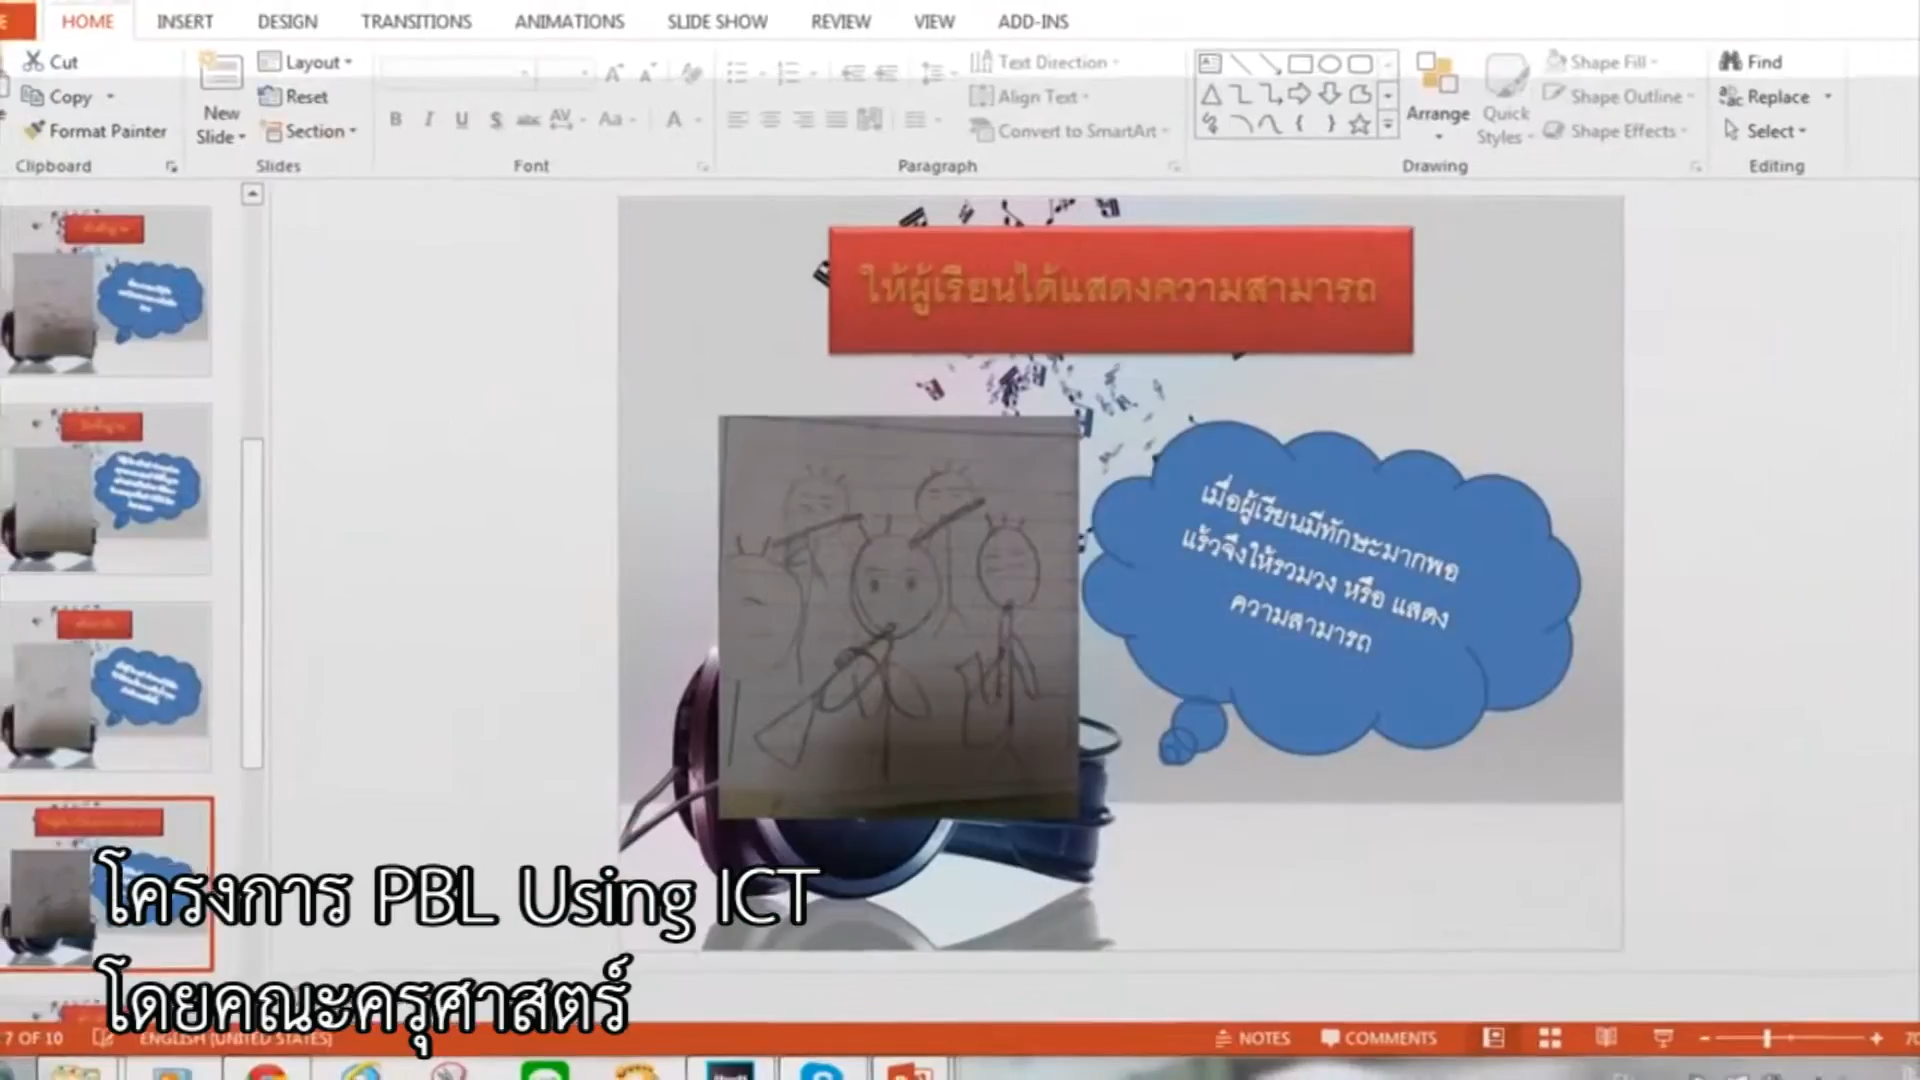 HOME INSERT DESIGN TRANSITIONS ANIMATIONS SLIDE SHOW REVIEW VIEW ADD-INS
Cut
Copy
Format Painter
Clipboard
New Slide
Layout
Reset
Section
Slides
B I U S abc AV Aa A
Font
Text Direction
Align Text
Convert to SmartArt
Paragraph
Arrange
Quick Styles
Shape Fill
Shape Outline
Shape Effects
Drawing
Find
Replace
Select
Editing
ให้ผู้เรียนได้แสดงความสามารถ
เมื่อผู้เรียนมีทักษะมากพอ
แร้วจึงให้รวมวง หรือ แสดง
ความสามารถ
โครงการ PBL Using ICT
โดยคณะครุศาสตร์
7 OF 10 ENGLISH (UNITED STATES) NOTES COMMENTS